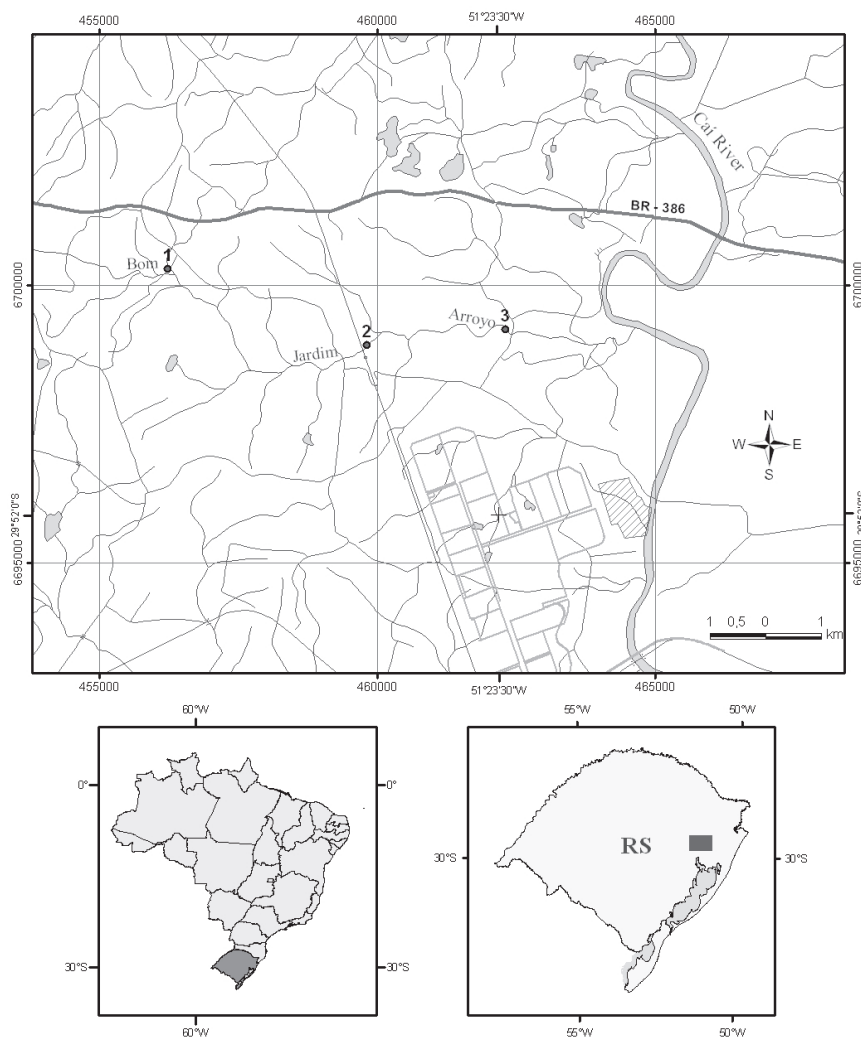 455000
460000
51°23'30"W
465000
Cai River
BR - 386
1
Bom
6700000
6700000
Arroyo
3
2
Jardim
N
W
E
S
29°52'0"S
6695000
6695000
1 0,5 0 1
km
455000
460000
51°23'30"W
465000
60°W
0°
0°
30°S
30°S
60°W
55°W
50°W
RS
30°S
30°S
55°W
50°W